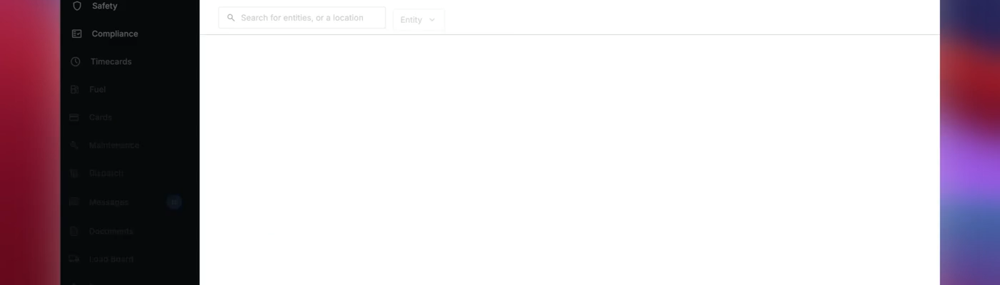 Safety
Compliance
Timecards
Fuel
Cards
Maintenance
Dispatch
Messages
Documents
Load Board
Search for entities, or a location
Entity